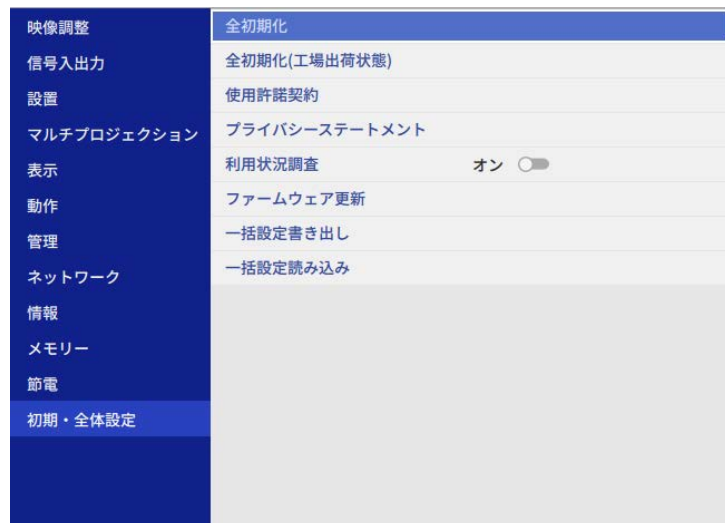 映像調整
信号入出力
設置
マルチプロジェクション
表示
動作
管理
ネットワーク
情報
メモリー
節電
初期・全体設定
全初期化
全初期化(工場出荷状態)
使用許諾契約
プライバシーステートメント
利用状況調査 オン
ファームウェア更新
一括設定書き出し
一括設定読み込み